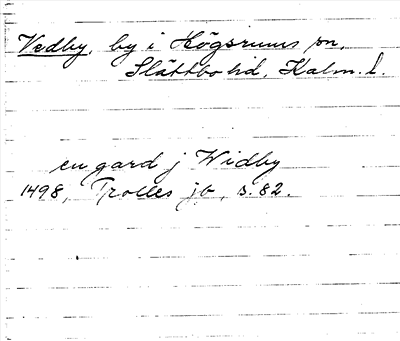 Vedby, by i Högsrums sn,
Slättbo hd, Kalm. l.
en gard j Widby
1498, Trolles jb, s. 82.